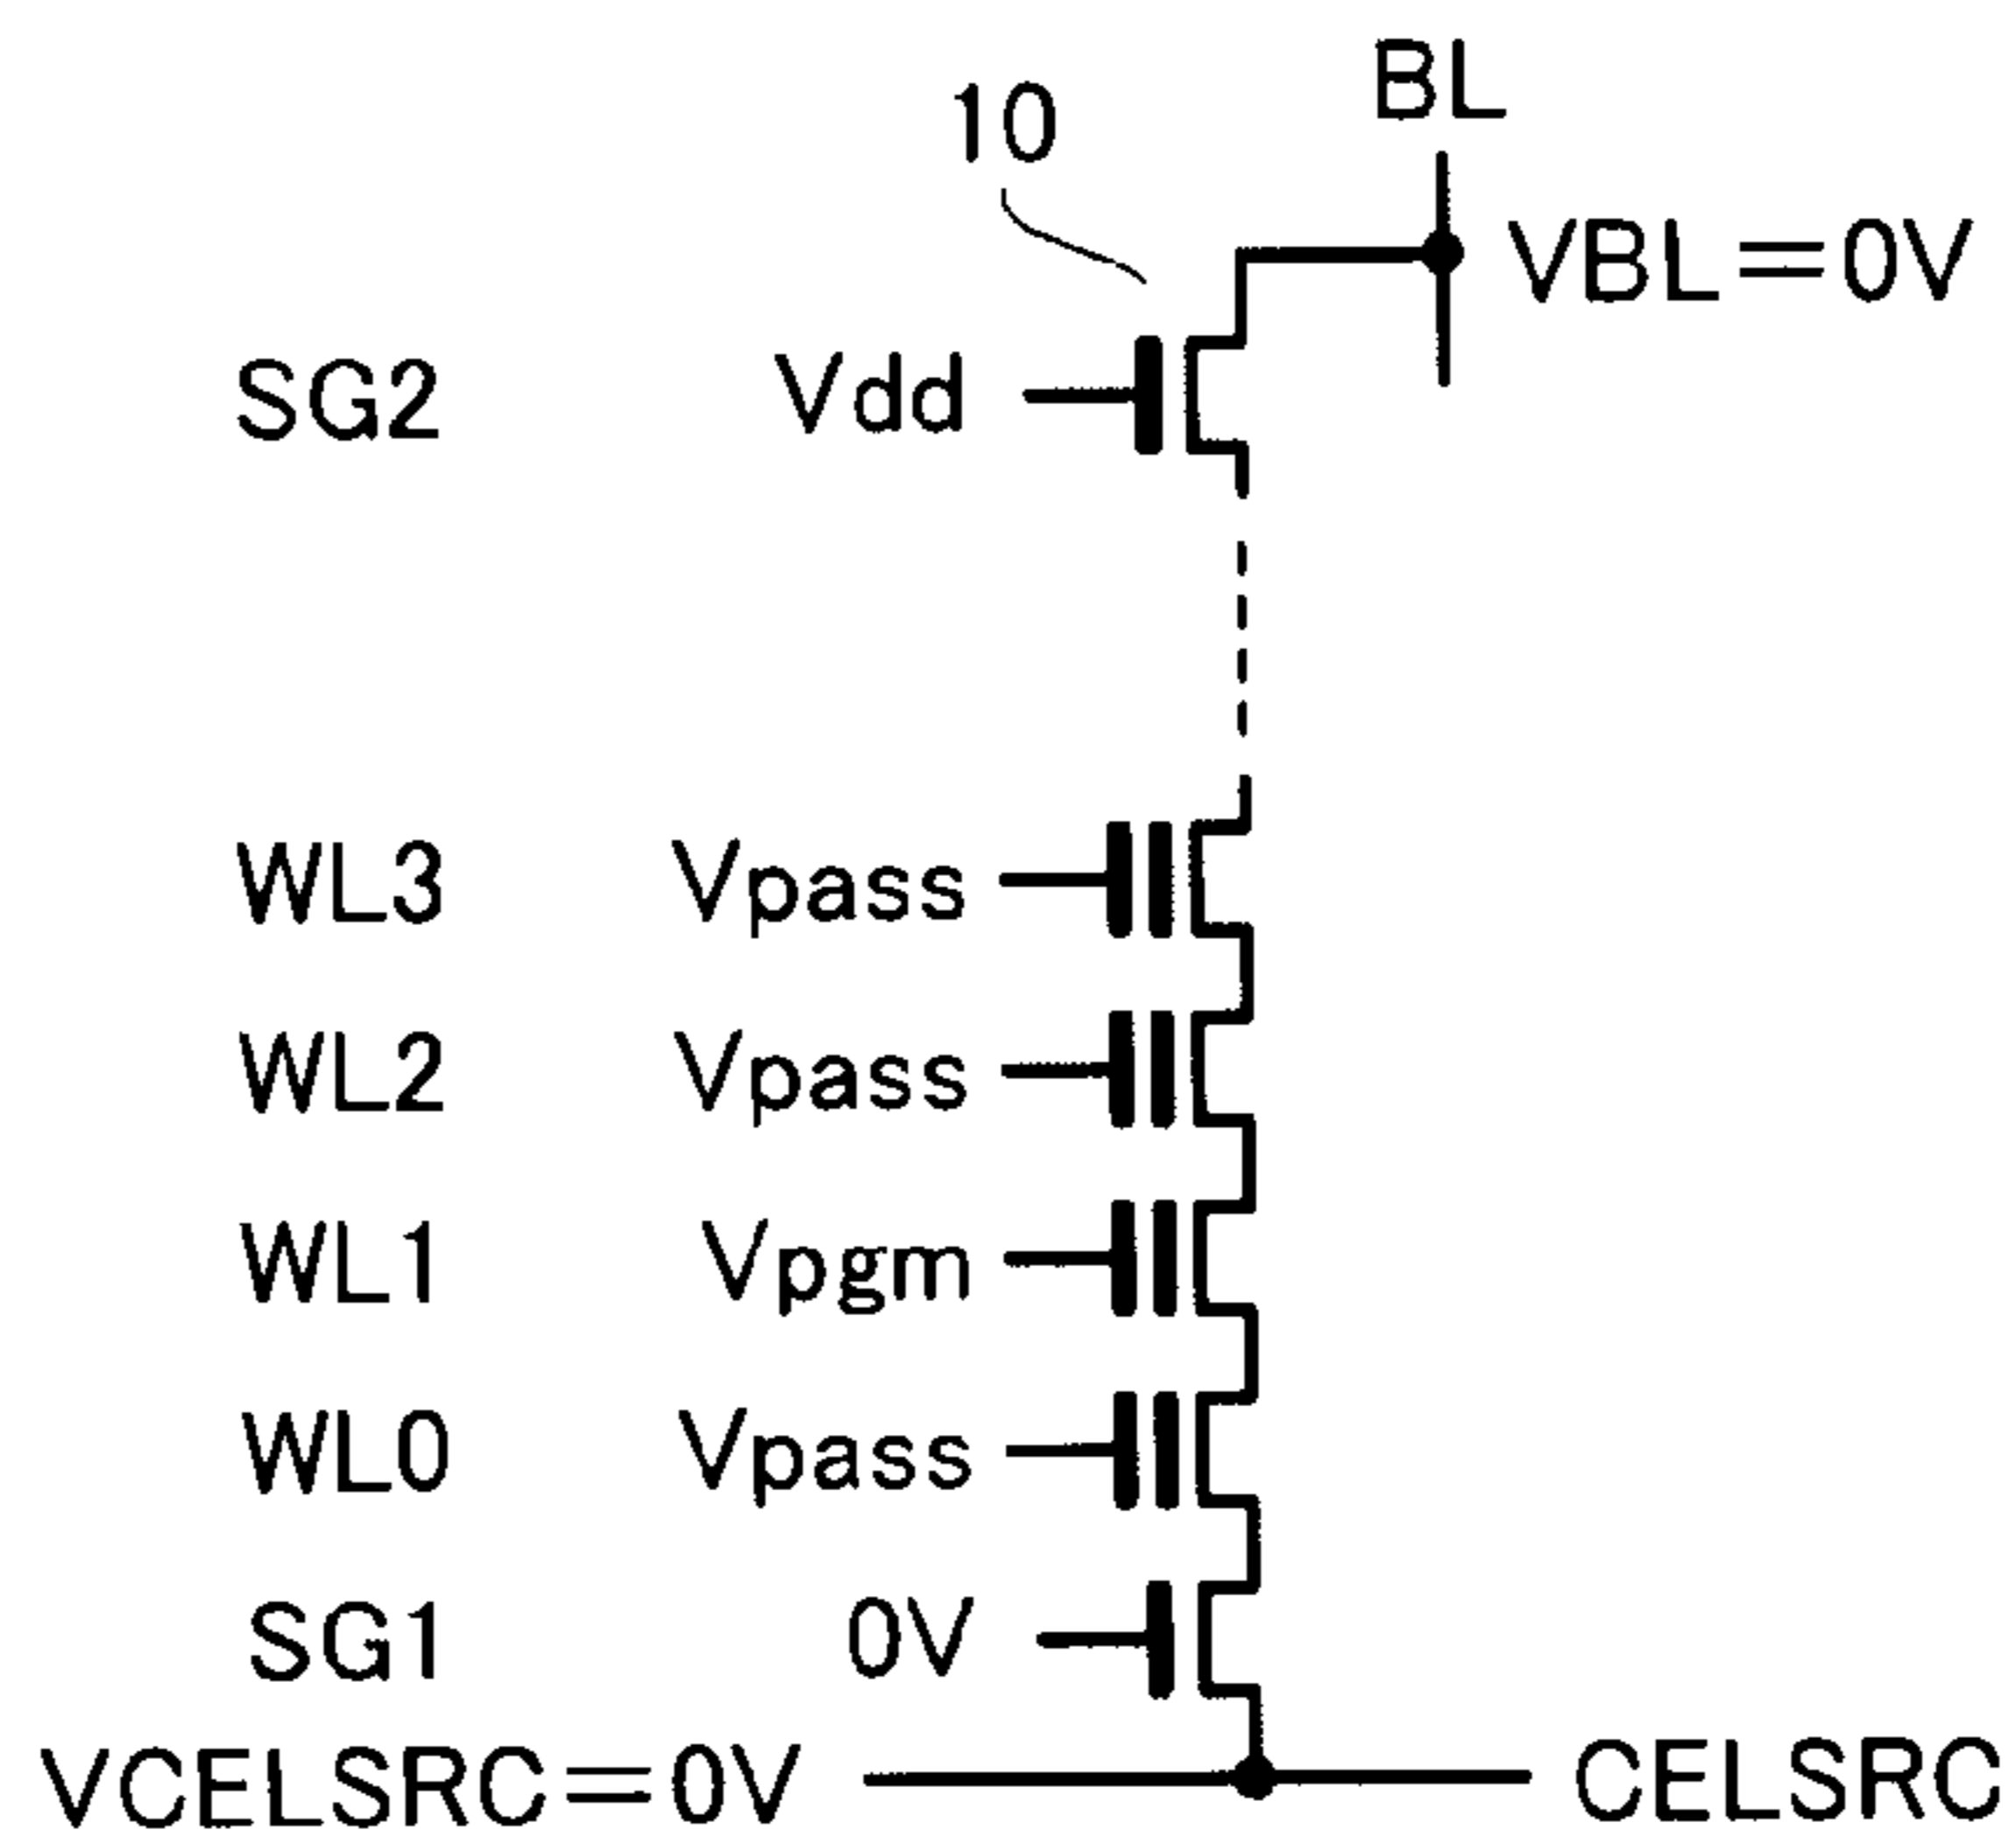 BL
10
VBL=0V
SG2 Vdd
WL3 Vpass
WL2 Vpass
WL1 Vpgm
WL0 Vpass
SG1 0V
VCELSRC=0V CELSRC